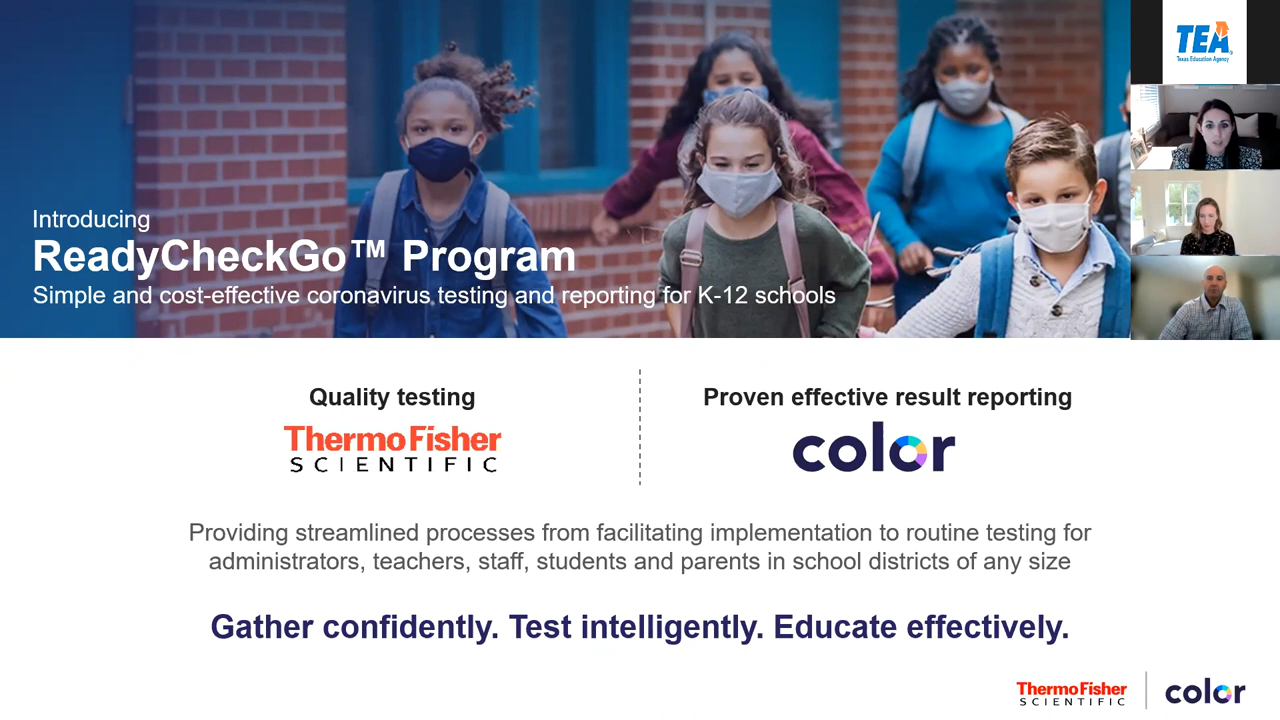 Introducing
ReadyCheckGo™ Program
Simple and cost-effective coronavirus testing and reporting for K-12 schools
TEA
Texas Education Agency
Quality testing
ThermoFisher
SCIENTIFIC
Proven effective result reporting
color
Providing streamlined processes from facilitating implementation to routine testing for
administrators, teachers, staff, students and parents in school districts of any size
Gather confidently. Test intelligently. Educate effectively.
ThermoFisher
SCIENTIFIC
color